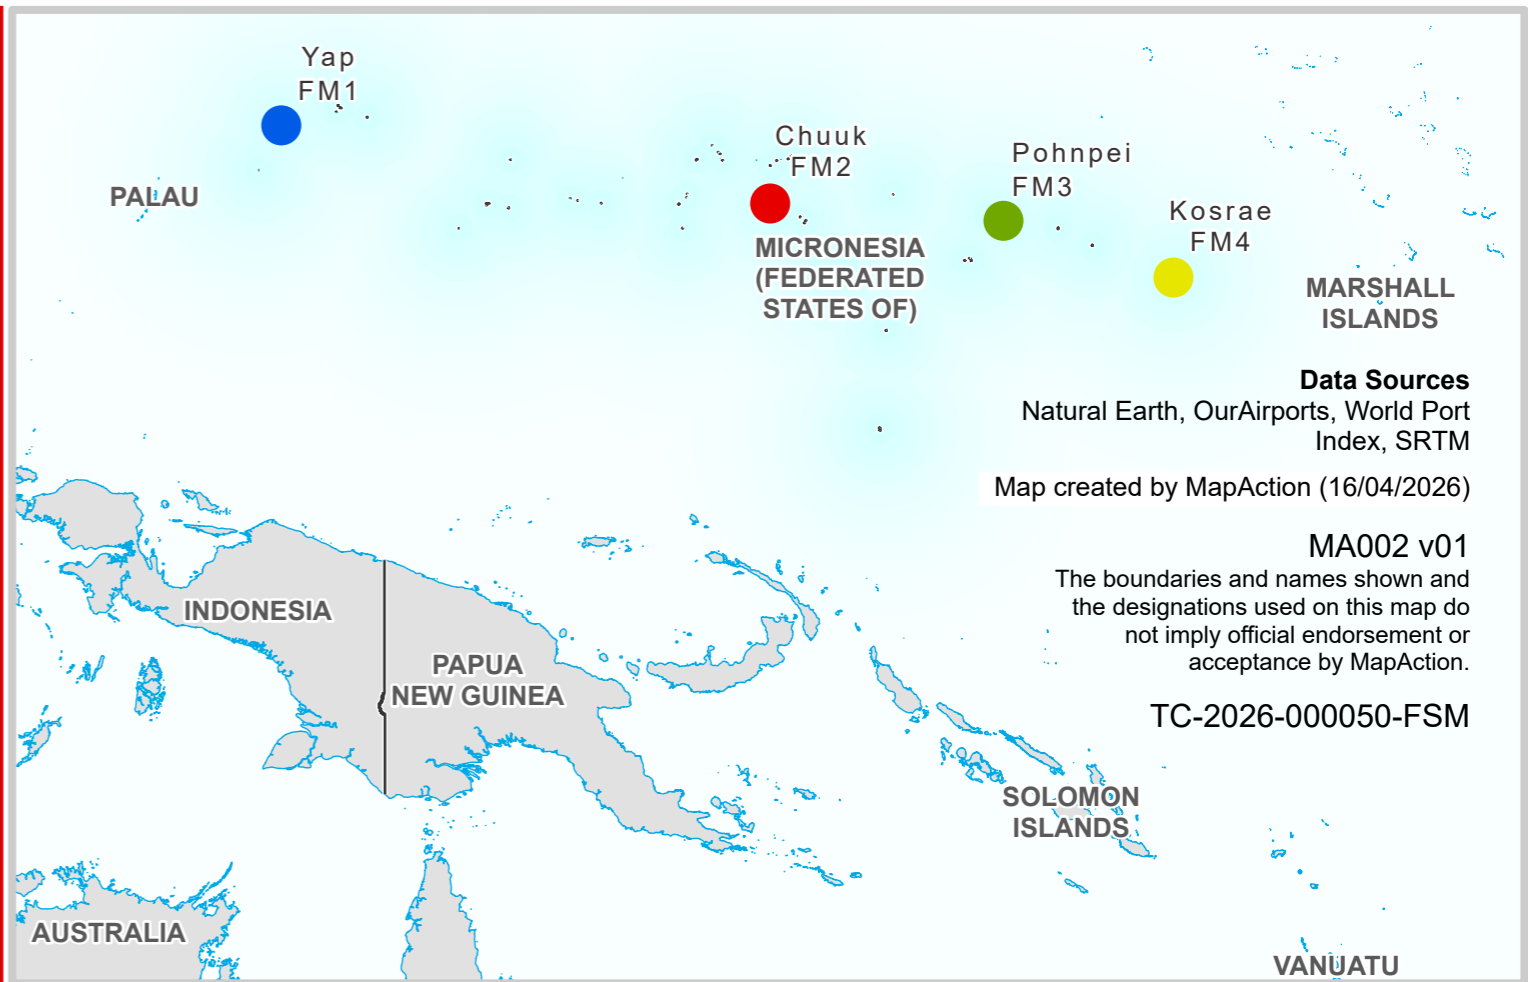 Yap
FM1
Chuuk
FM2
Pohnpei
FM3
Kosrae
FM4
PALAU
MICRONESIA
(FEDERATED
STATES OF)
MARSHALL
ISLANDS
Data Sources
Natural Earth, OurAirports, World Port
Index, SRTM
Map created by MapAction (16/04/2026)
MA002 v01
The boundaries and names shown and
the designations used on this map do
not imply official endorsement or
acceptance by MapAction.
TC-2026-000050-FSM
INDONESIA
PAPUA
NEW GUINEA
SOLOMON
ISLANDS
AUSTRALIA
VANUATU